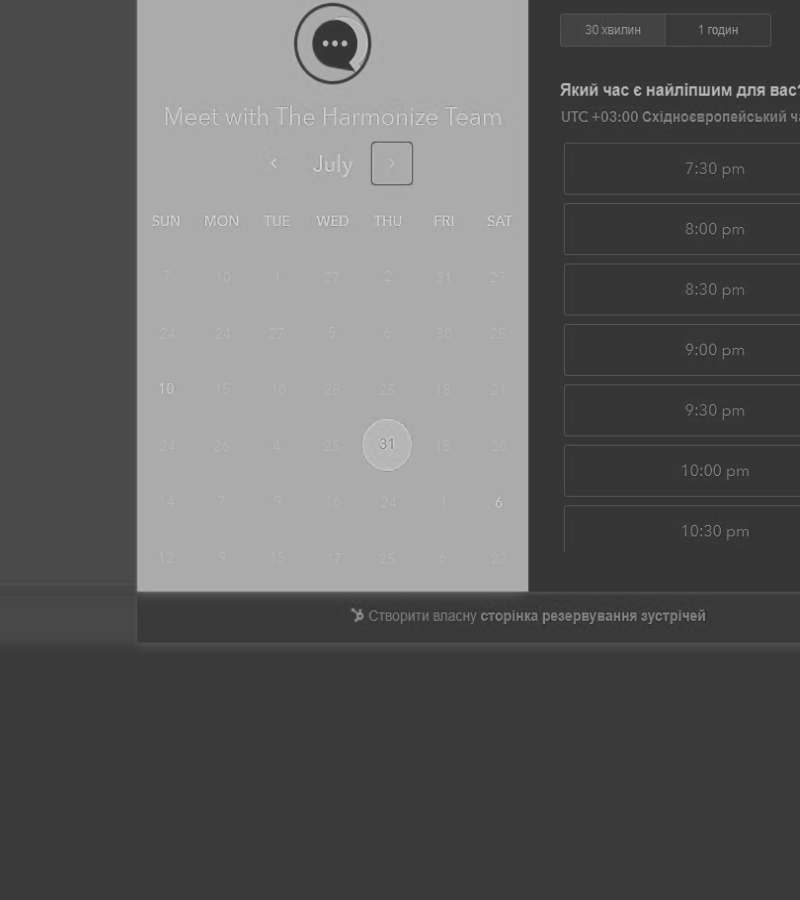 Meet with The Harmonize Team
July
SUN MON TUE WED THU FRI SAT
7 10 1 27 2 31 27
24 24 27 5 6 30 25
10 15 10 28 25 18 21
24 26 4 25 31 18 30
14 7 9 16 24 1 6
12 9 15 17 25 6 22
30 хвилин 1 годин
Який час є найліпшим для вас?
UTC +03:00 Східноєвропейський
7:30 pm
8:00 pm
8:30 pm
9:00 pm
9:30 pm
10:00 pm
10:30 pm
Створити власну сторінка резервування зустрічей